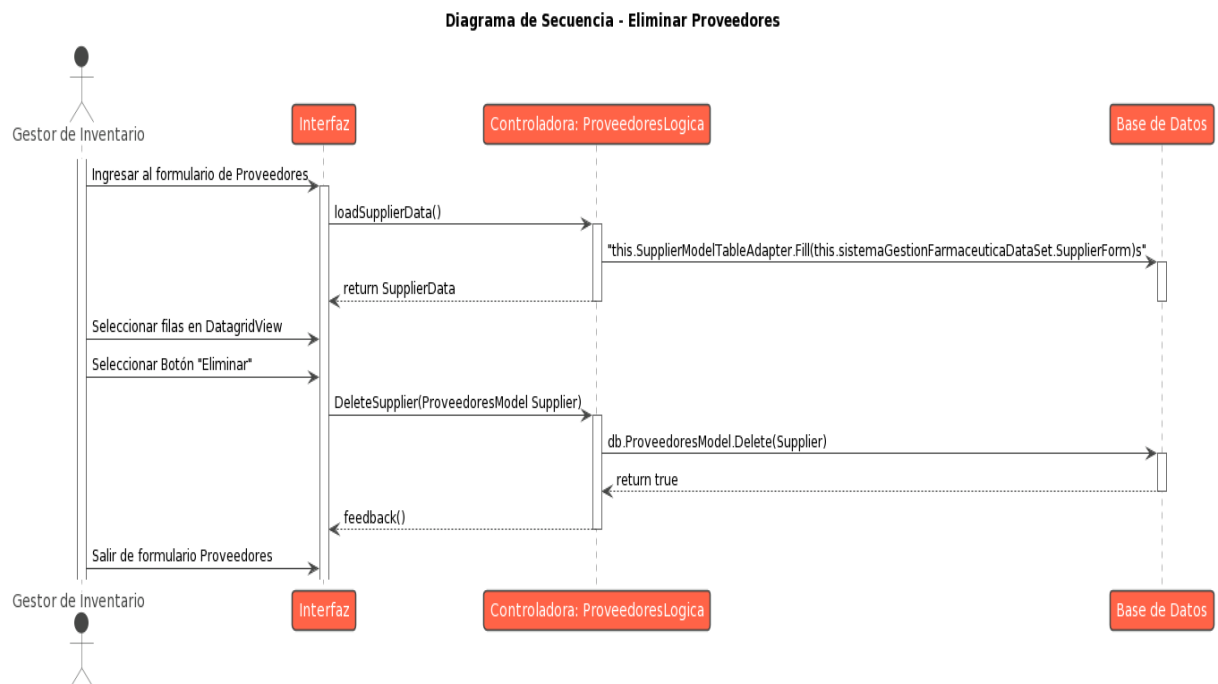 Diagrama de Secuencia - Eliminar Proveedores
Gestor de Inventario
Interfaz
Controladora: ProveedoresLogica
Base de Datos
Ingresar al formulario de Proveedores
loadSupplierData()
"this.SupplierModelTableAdapter.Fill(this.sistemaGestionFarmaceuticaDataSet.SupplierForm)s"
return SupplierData
Seleccionar filas en DatagridView
Seleccionar Botón "Eliminar"
DeleteSupplier(ProveedoresModel Supplier)
db.ProveedoresModel.Delete(Supplier)
return true
feedback()
Salir de formulario Proveedores
Gestor de Inventario
Interfaz
Controladora: ProveedoresLogica
Base de Datos